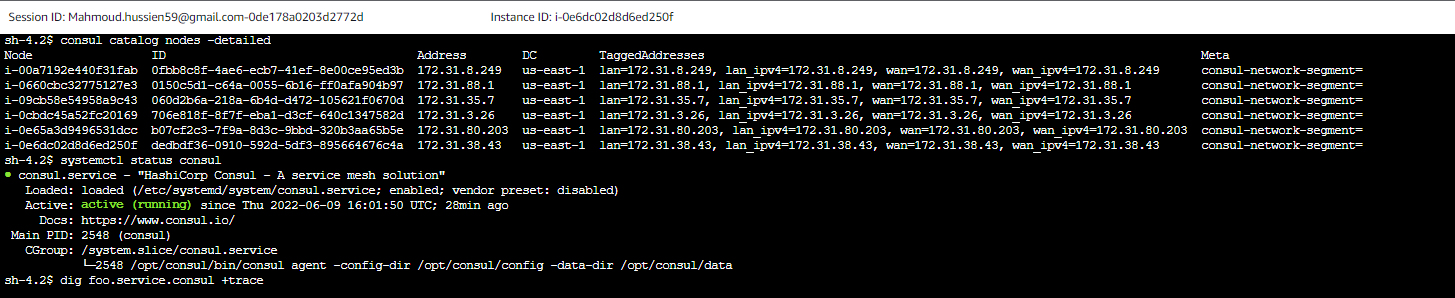 Session ID: Mahmoud.hussien59@gmail.com-0de178a0203d2772d Instance ID: i-0e6dc02d8d6ed250f
sh-4.2$ consul catalog nodes -detailed
Node ID Address DC TaggedAddresses Meta
i-00a7192e440f31fab 0fbb8c8f-4ae6-ecb7-41ef-8e00ce95ed3b 172.31.8.249 us-east-1 lan=172.31.8.249, lan_ipv4=172.31.8.249, wan=172.31.8.249, wan_ipv4=172.31.8.249 consul-network-segment=
i-0660cbc32775127e3 0150c5d1-c64a-0055-6b16-ff0afa904b97 172.31.88.1 us-east-1 lan=172.31.88.1, lan_ipv4=172.31.88.1, wan=172.31.88.1, wan_ipv4=172.31.88.1 consul-network-segment=
i-09cb58e54958a9c43 060d2b6a-218a-6b4d-d472-105621f0670d 172.31.35.7 us-east-1 lan=172.31.35.7, lan_ipv4=172.31.35.7, wan=172.31.35.7, wan_ipv4=172.31.35.7 consul-network-segment=
i-0cbdc45a52fc20169 706e818f-8f7f-eba1-d3cf-640c1347582d 172.31.3.26 us-east-1 lan=172.31.3.26, lan_ipv4=172.31.3.26, wan=172.31.3.26, wan_ipv4=172.31.3.26 consul-network-segment=
i-0e65a3d9496531dcc b07cf2c3-7f9a-8d3c-9bbd-320b3aa65b5e 172.31.80.203 us-east-1 lan=172.31.80.203, lan_ipv4=172.31.80.203, wan=172.31.80.203, wan_ipv4=172.31.80.203 consul-network-segment=
i-0e6dc02d8d6ed250f dedbdf36-0910-592d-5df3-895664676c4a 172.31.38.43 us-east-1 lan=172.31.38.43, lan_ipv4=172.31.38.43, wan=172.31.38.43, wan_ipv4=172.31.38.43 consul-network-segment=
sh-4.2$ systemctl status consul
● consul.service - "HashiCorp Consul - A service mesh solution"
Loaded: loaded (/etc/systemd/system/consul.service; enabled; vendor preset: disabled)
Active: active (running) since Thu 2022-06-09 16:01:50 UTC; 28min ago
Docs: https://www.consul.io/
Main PID: 2548 (consul)
CGroup: /system.slice/consul.service
└─2548 /opt/consul/bin/consul agent -config-dir /opt/consul/config -data-dir /opt/consul/data
sh-4.2$ dig foo.service.consul +trace